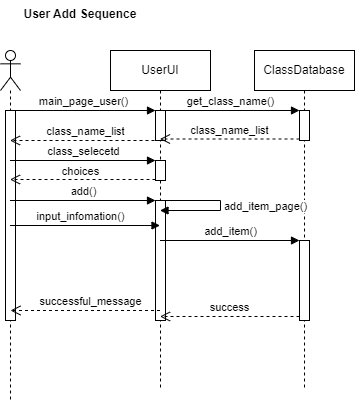 User Add Sequence
UserUI
ClassDatabase
main_page_user()
get_class_name()
class_name_list
class_name_list
class_selecetd
choices
add()
add_item_page()
input_infomation()
add_item()
successful_message
success